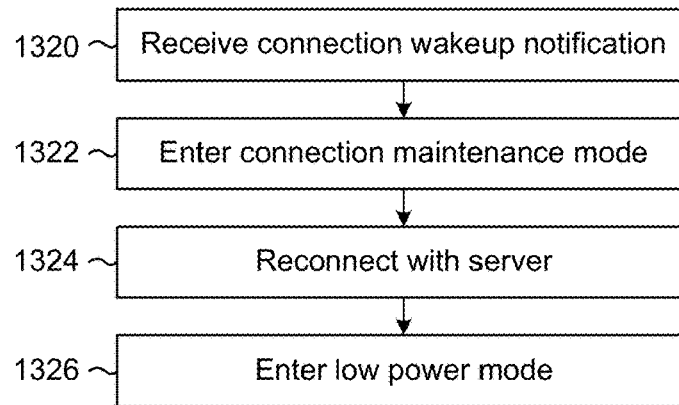 1320 Receive connection wakeup notification
1322 Enter connection maintenance mode
1324 Reconnect with server
1326 Enter low power mode